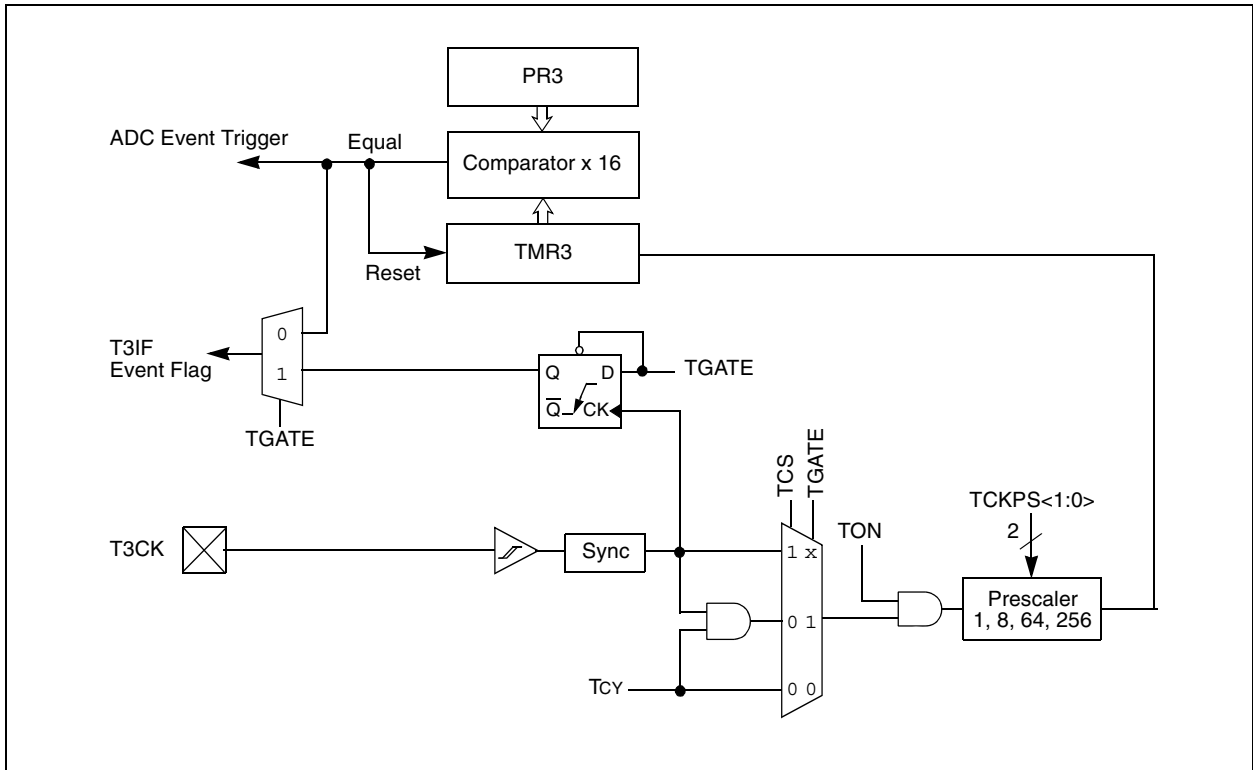 PR3
ADC Event Trigger
Equal
Comparator x 16
TMR3
Reset
0
T3IF
Event Flag
1
Q D
TGATE
Q CK
TGATE
TCS
TGATE
TCKPS<1:0>
2
TON
T3CK
Sync
1 x
Prescaler
1, 8, 64, 256
0 1
TCY
0 0